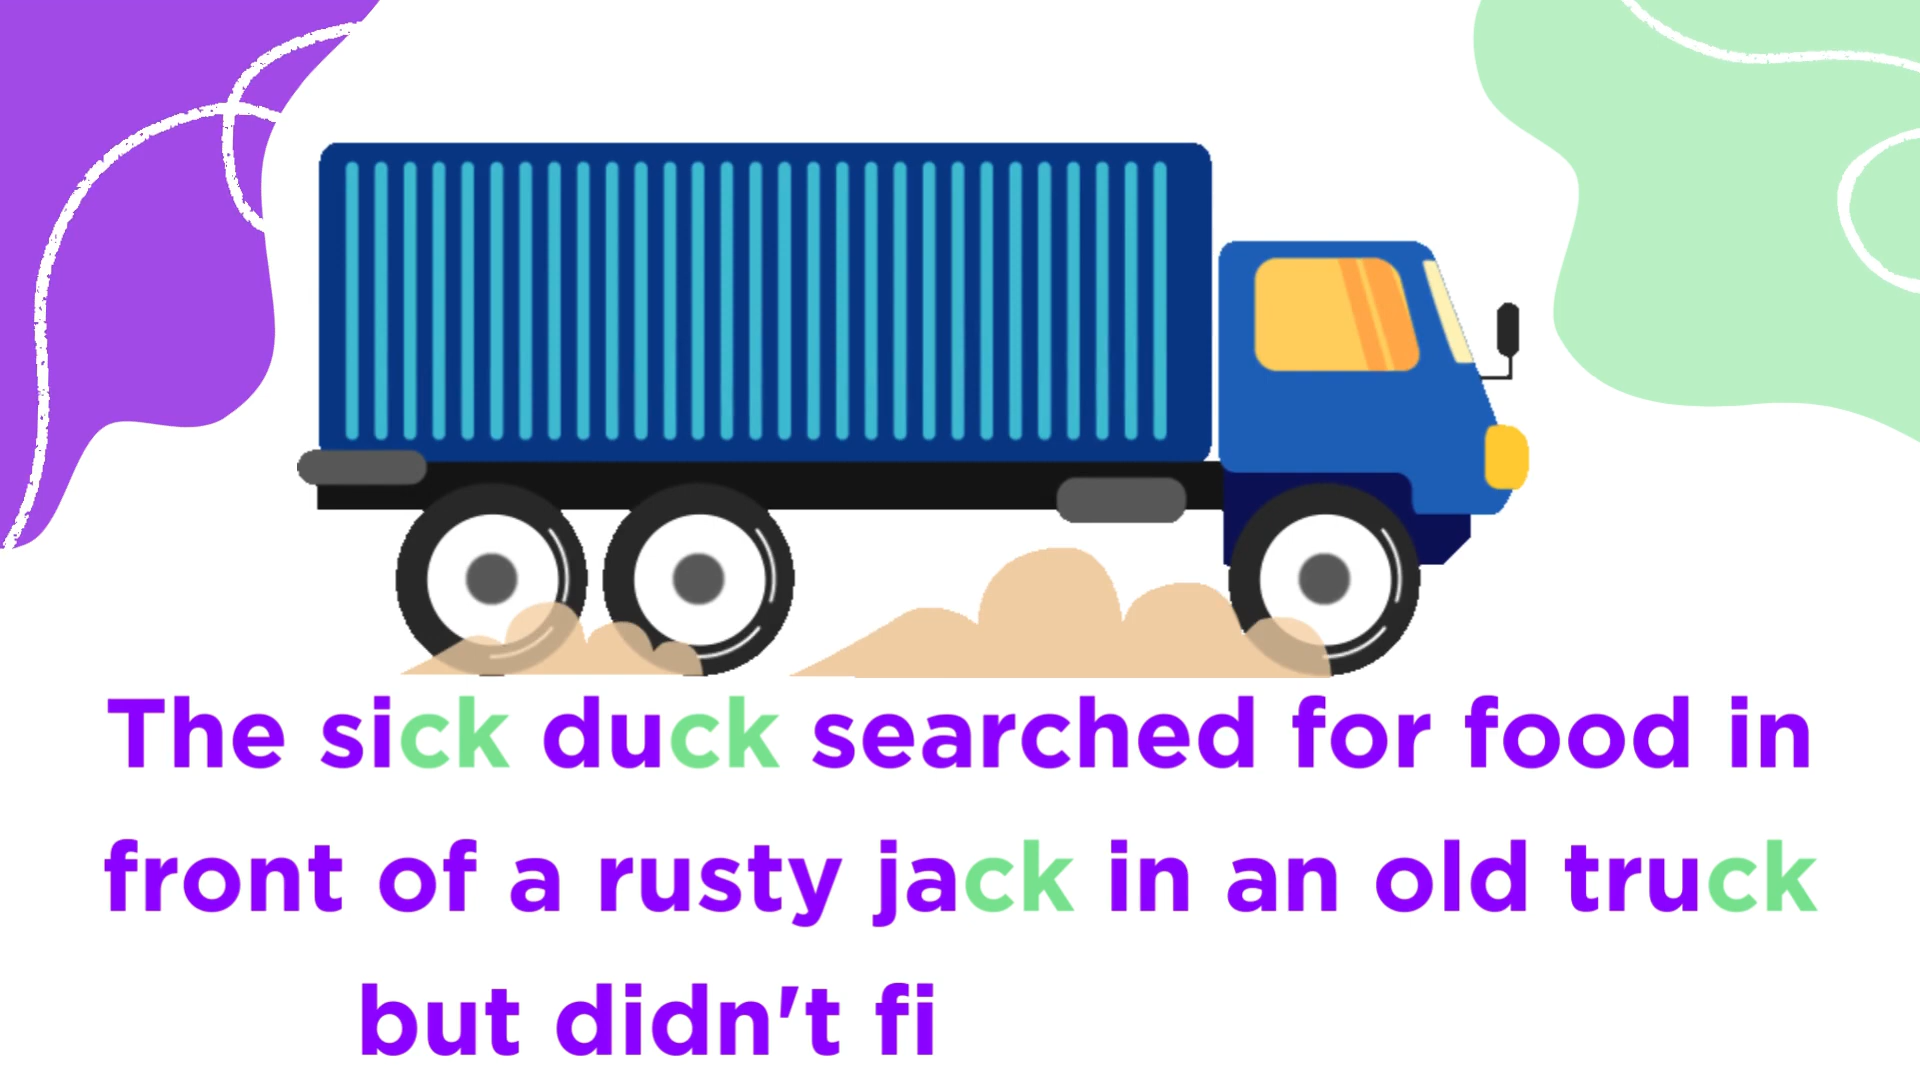 The sick duck searched for food in
front of a rusty jack in an old truck
but didn't fi